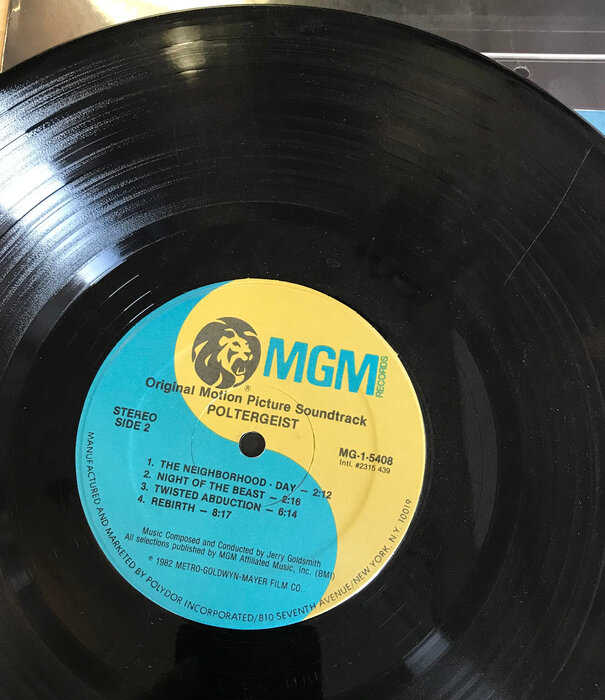 MGM
RECORDS
®
Original Motion Picture Soundtrack
POLTERGEIST
STEREO
SIDE 2
MG-1-5408
Intl. #2315 439
1. THE NEIGHBORHOOD - DAY — 2:12
2. NIGHT OF THE BEAST — 2:16
3. TWISTED ABDUCTION — 6:14
4. REBIRTH — 8:17
Music Composed and Conducted by Jerry Goldsmith
All selections published by MGM Affiliated Music, Inc. (BMI)
℗ 1982 METRO-GOLDWYN-MAYER FILM CO.
MANUFACTURED AND MARKETED BY POLYDOR INCORPORATED/810 SEVENTH AVENUE/NEW YORK, N.Y. 10019